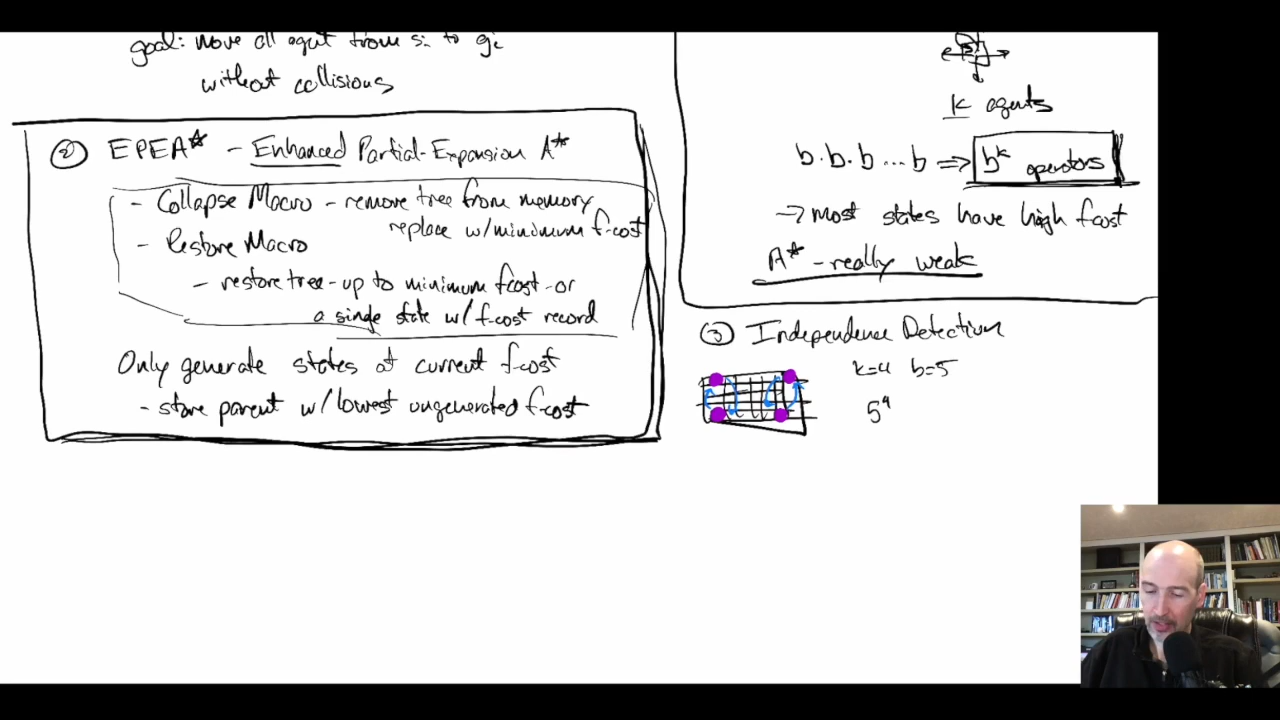 goal: move all agent from si to gi
without collisions
② EPEA* - Enhanced Partial-Expansion A*
- Collapse Macro - remove tree from memory
replace w/minimum f-cost
- Restore Macro
- restore tree - up to minimum fcost - or
a single state w/ f-cost record
Only generate states at current fcost
- store parent w/lowest ungenerated f-cost
k agents
b.b.b...b => b^k operators
-> most states have high fcost
A* - really weak
③ Independence Detection
k=4 b=5
5^4